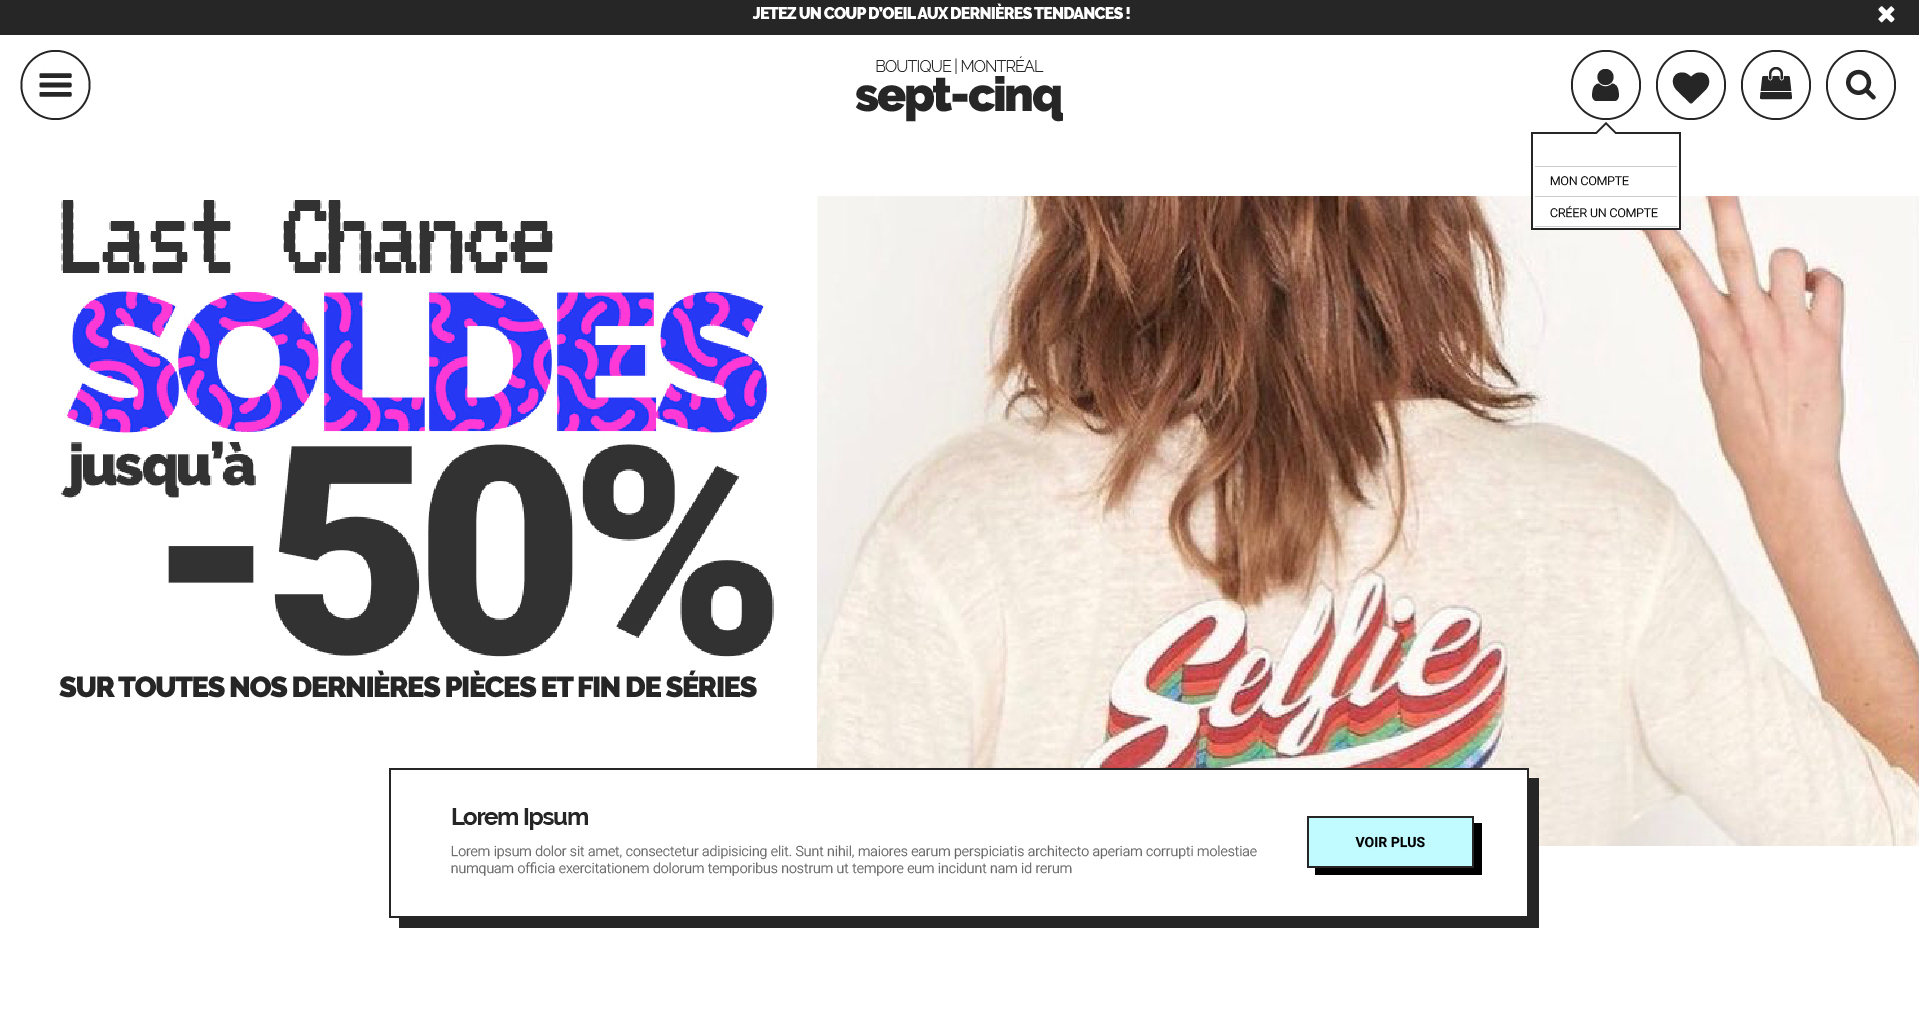 JETEZ UN COUP D'OEIL AUX DERNIÈRES TENDANCES !
BOUTIQUE | MONTRÉAL
sept-cinq
MON COMPTE
CRÉER UN COMPTE
Last Chance
SOLDES
jusqu'à
-50%
SUR TOUTES NOS DERNIÈRES PIÈCES ET FIN DE SÉRIES
Selfie
Lorem Ipsum
Lorem ipsum dolor sit amet, consectetur adipisicing elit. Sunt nihil, maiores earum perspiciatis architecto aperiam corrupti molestiae
numquam officia exercitationem dolorum temporibus nostrum ut tempore eum incidunt nam id rerum
VOIR PLUS